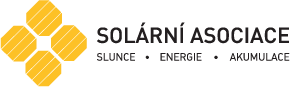 SOLÁRNÍ ASOCIACE
SLUNCE • ENERGIE • AKUMULACE